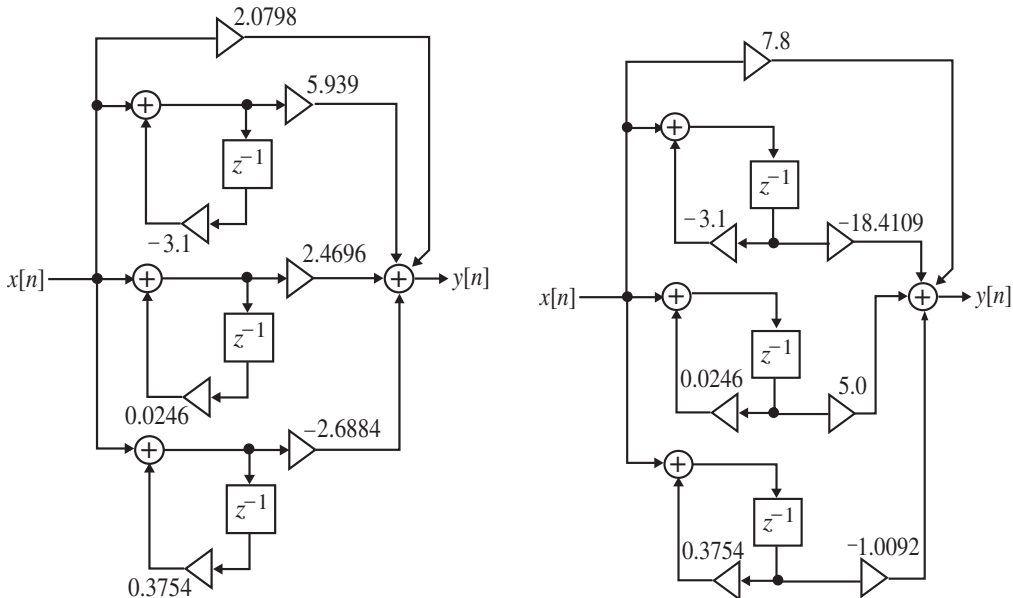 2.0798
5.939
z−1
−3.1
x[n]
2.4696
y[n]
z−1
0.0246
−2.6884
z−1
0.3754
7.8
z−1
−3.1
−18.4109
x[n]
y[n]
z−1
0.0246
5.0
z−1
0.3754
−1.0092